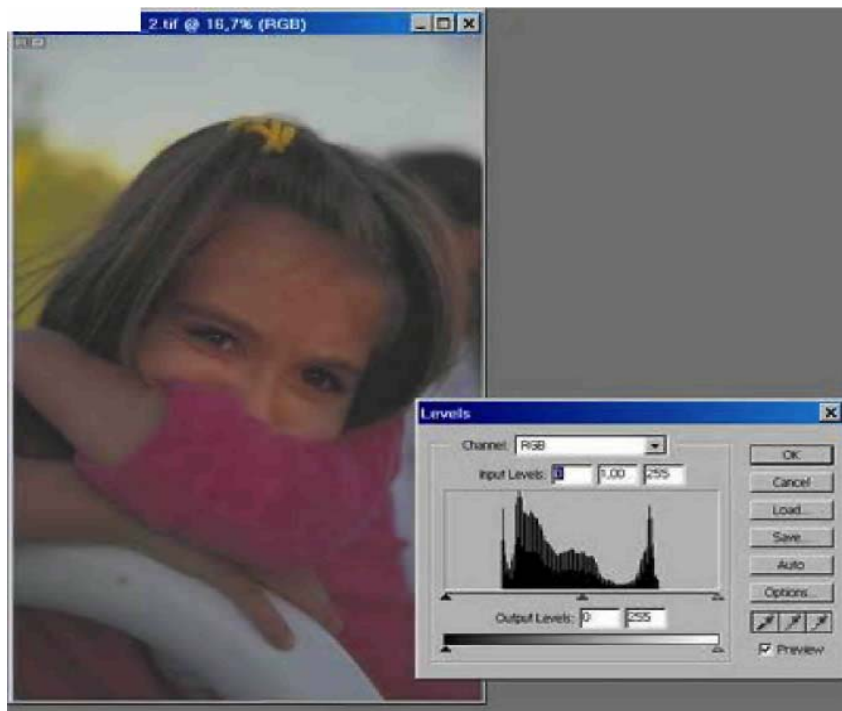 2.tif @ 16,7% (RGB)
Levels
Channel: RGB
Input Levels: 0 1,00 255
Output Levels: 0 255
OK
Cancel
Load...
Save...
Auto
Options...
Preview